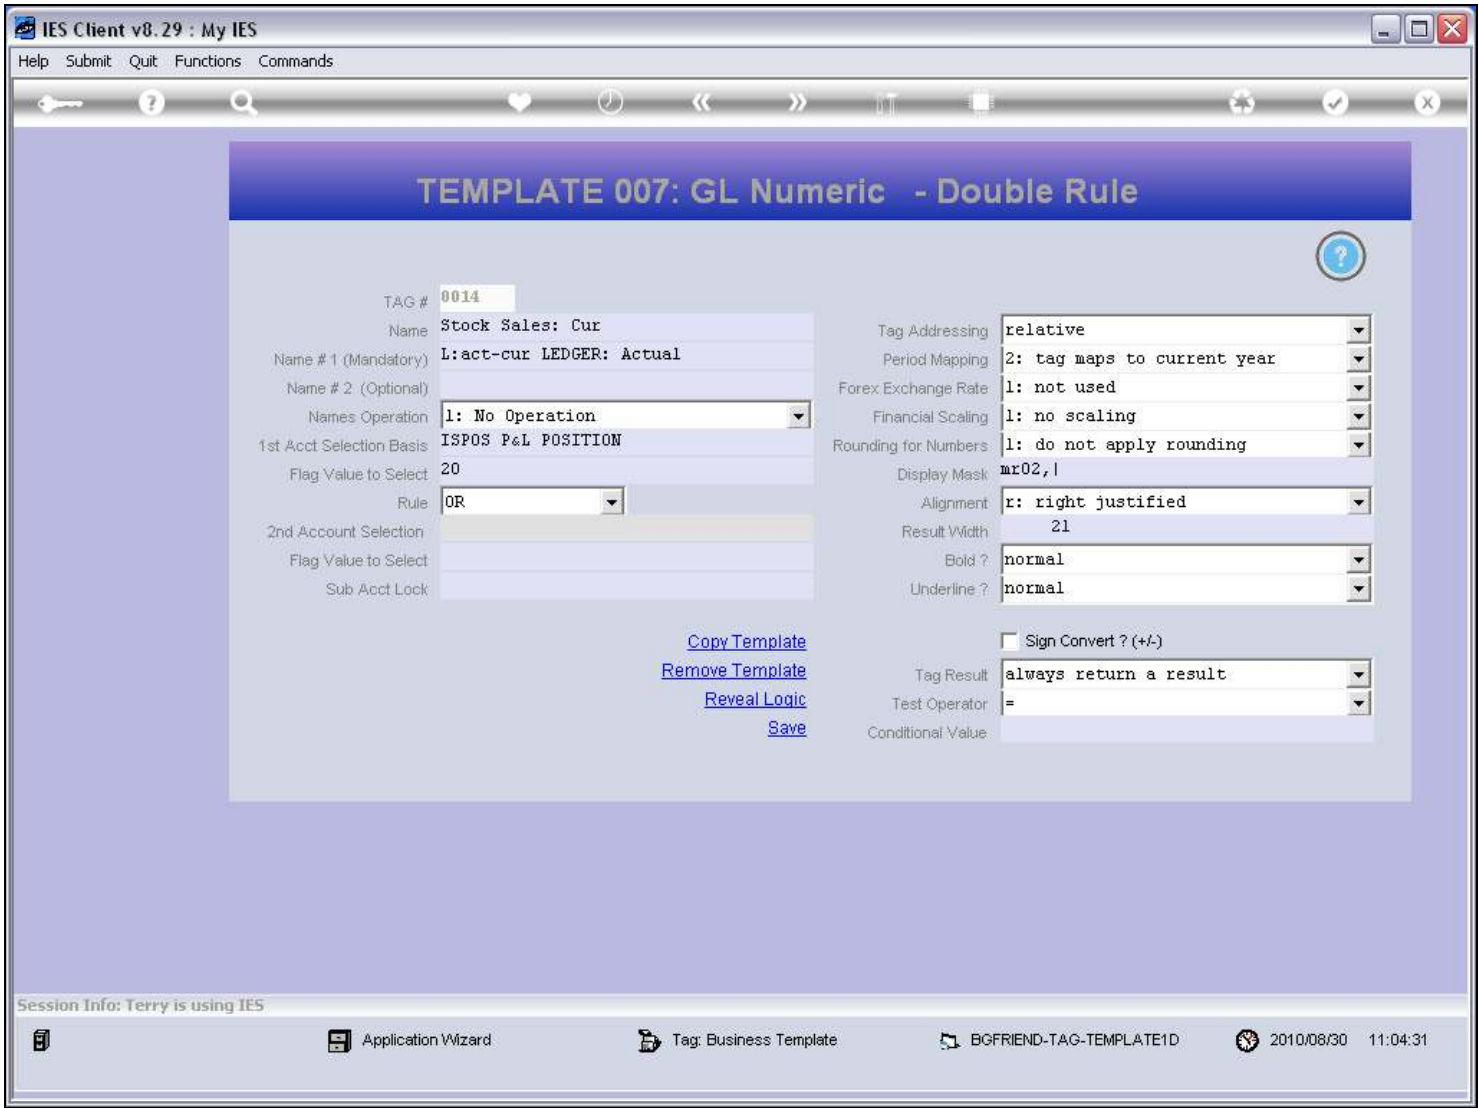 IES Client v8.29 : My IES
Help Submit Quit Functions Commands
TEMPLATE 007: GL Numeric - Double Rule
TAG # 0014
Name Stock Sales: Cur
Name # 1 (Mandatory) L:act-cur LEDGER: Actual
Name # 2 (Optional)
Names Operation 1: No Operation
1st Acct Selection Basis ISPOS P&L POSITION
Flag Value to Select 20
Rule OR
2nd Account Selection
Flag Value to Select
Sub Acct Lock
Tag Addressing relative
Period Mapping 2: tag maps to current year
Forex Exchange Rate 1: not used
Financial Scaling 1: no scaling
Rounding for Numbers 1: do not apply rounding
Display Mask mr02,|
Alignment r: right justified
Result Width 21
Bold ? normal
Underline ? normal
Copy Template
Remove Template
Reveal Logic
Save
Sign Convert ? (+/-)
Tag Result always return a result
Test Operator =
Conditional Value
Session Info: Terry is using IES
Application Wizard Tag: Business Template BGFRIEND-TAG-TEMPLATE1D 2010/08/30 11:04:31